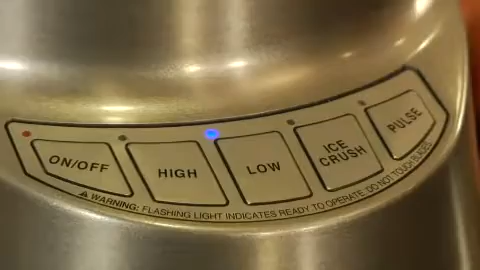 ON/OFF
HIGH
LOW
ICE
CRUSH
PULSE
WARNING: FLASHING LIGHT INDICATES READY TO OPERATE DO NOT TOUCH BLADES